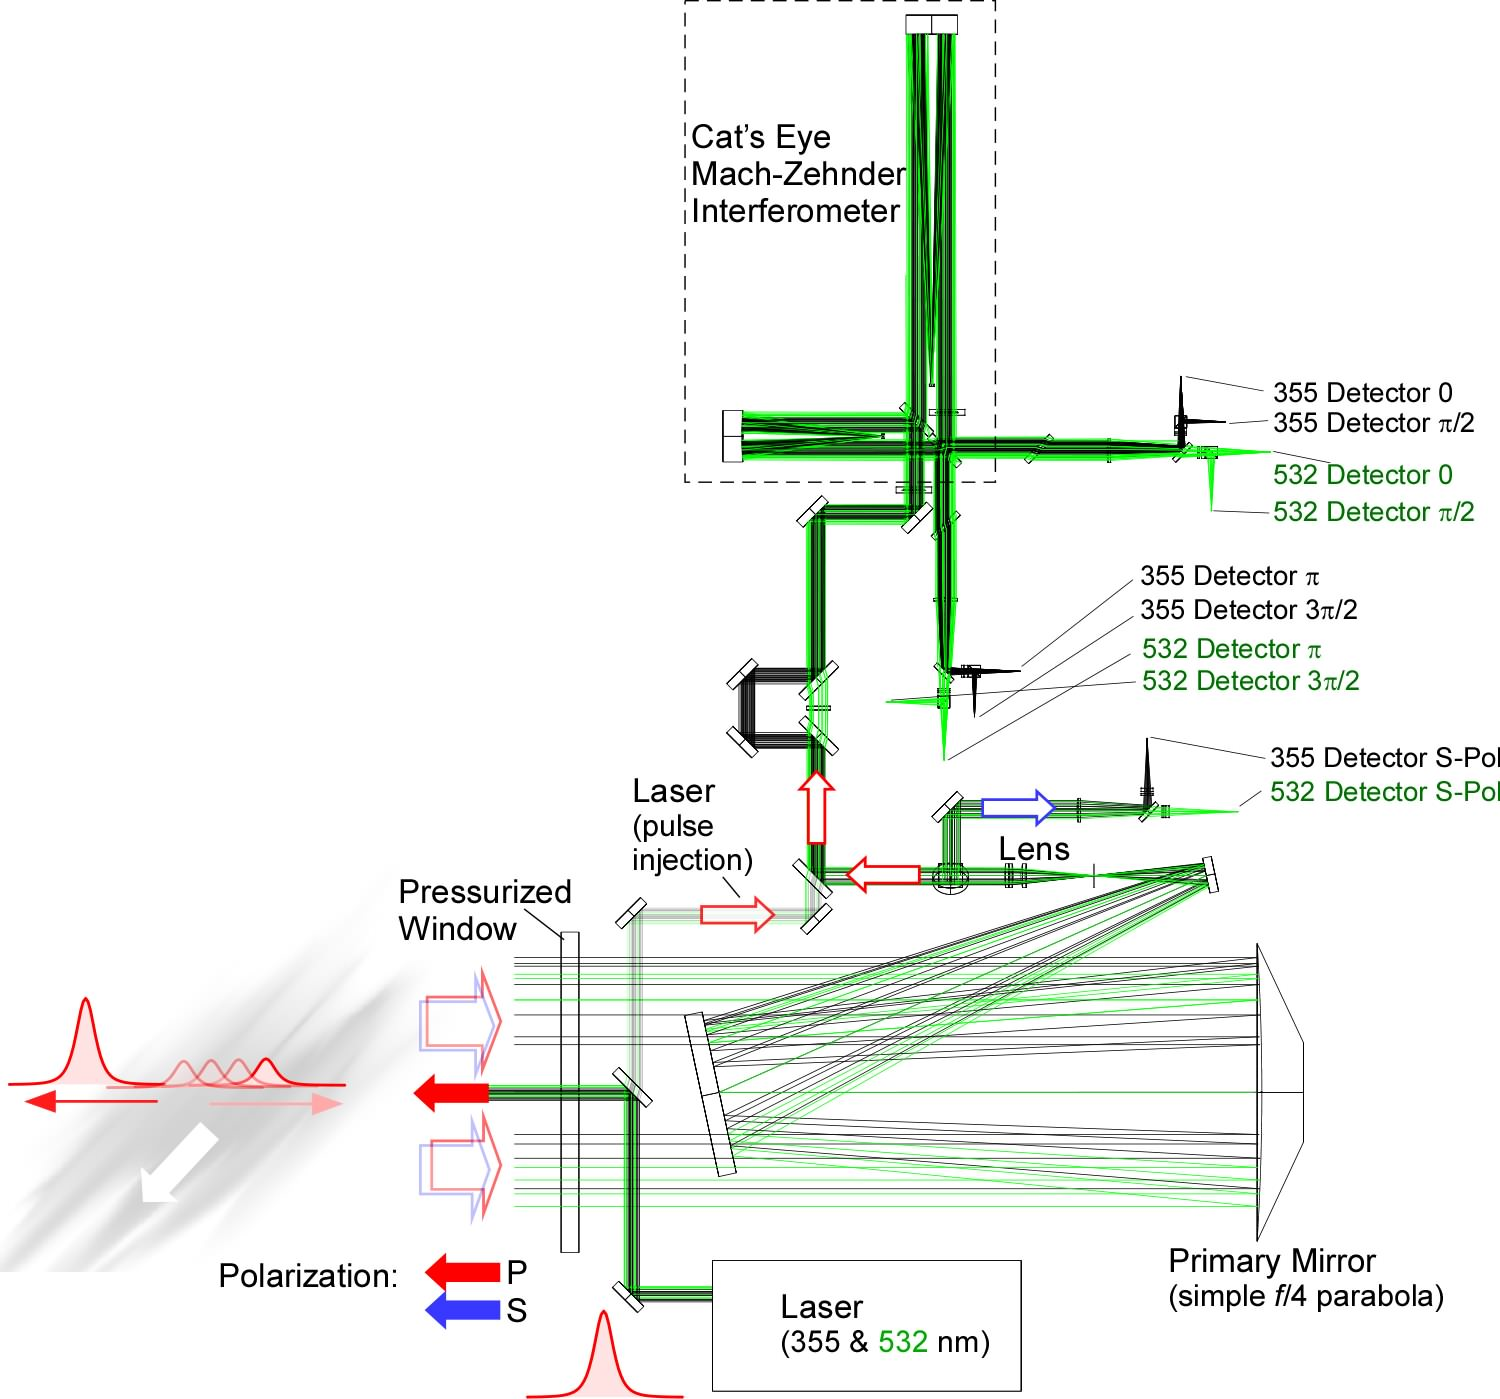 Cat's Eye
Mach-Zehnder
Interferometer
355 Detector 0
355 Detector π/2
532 Detector 0
532 Detector π/2
355 Detector π
355 Detector 3π/2
532 Detector π
532 Detector 3π/2
355 Detector S-Pol
532 Detector S-Pol
Laser
(pulse
injection)
Lens
Pressurized
Window
Polarization:
P
S
Primary Mirror
(simple f/4 parabola)
Laser
(355 & 532 nm)